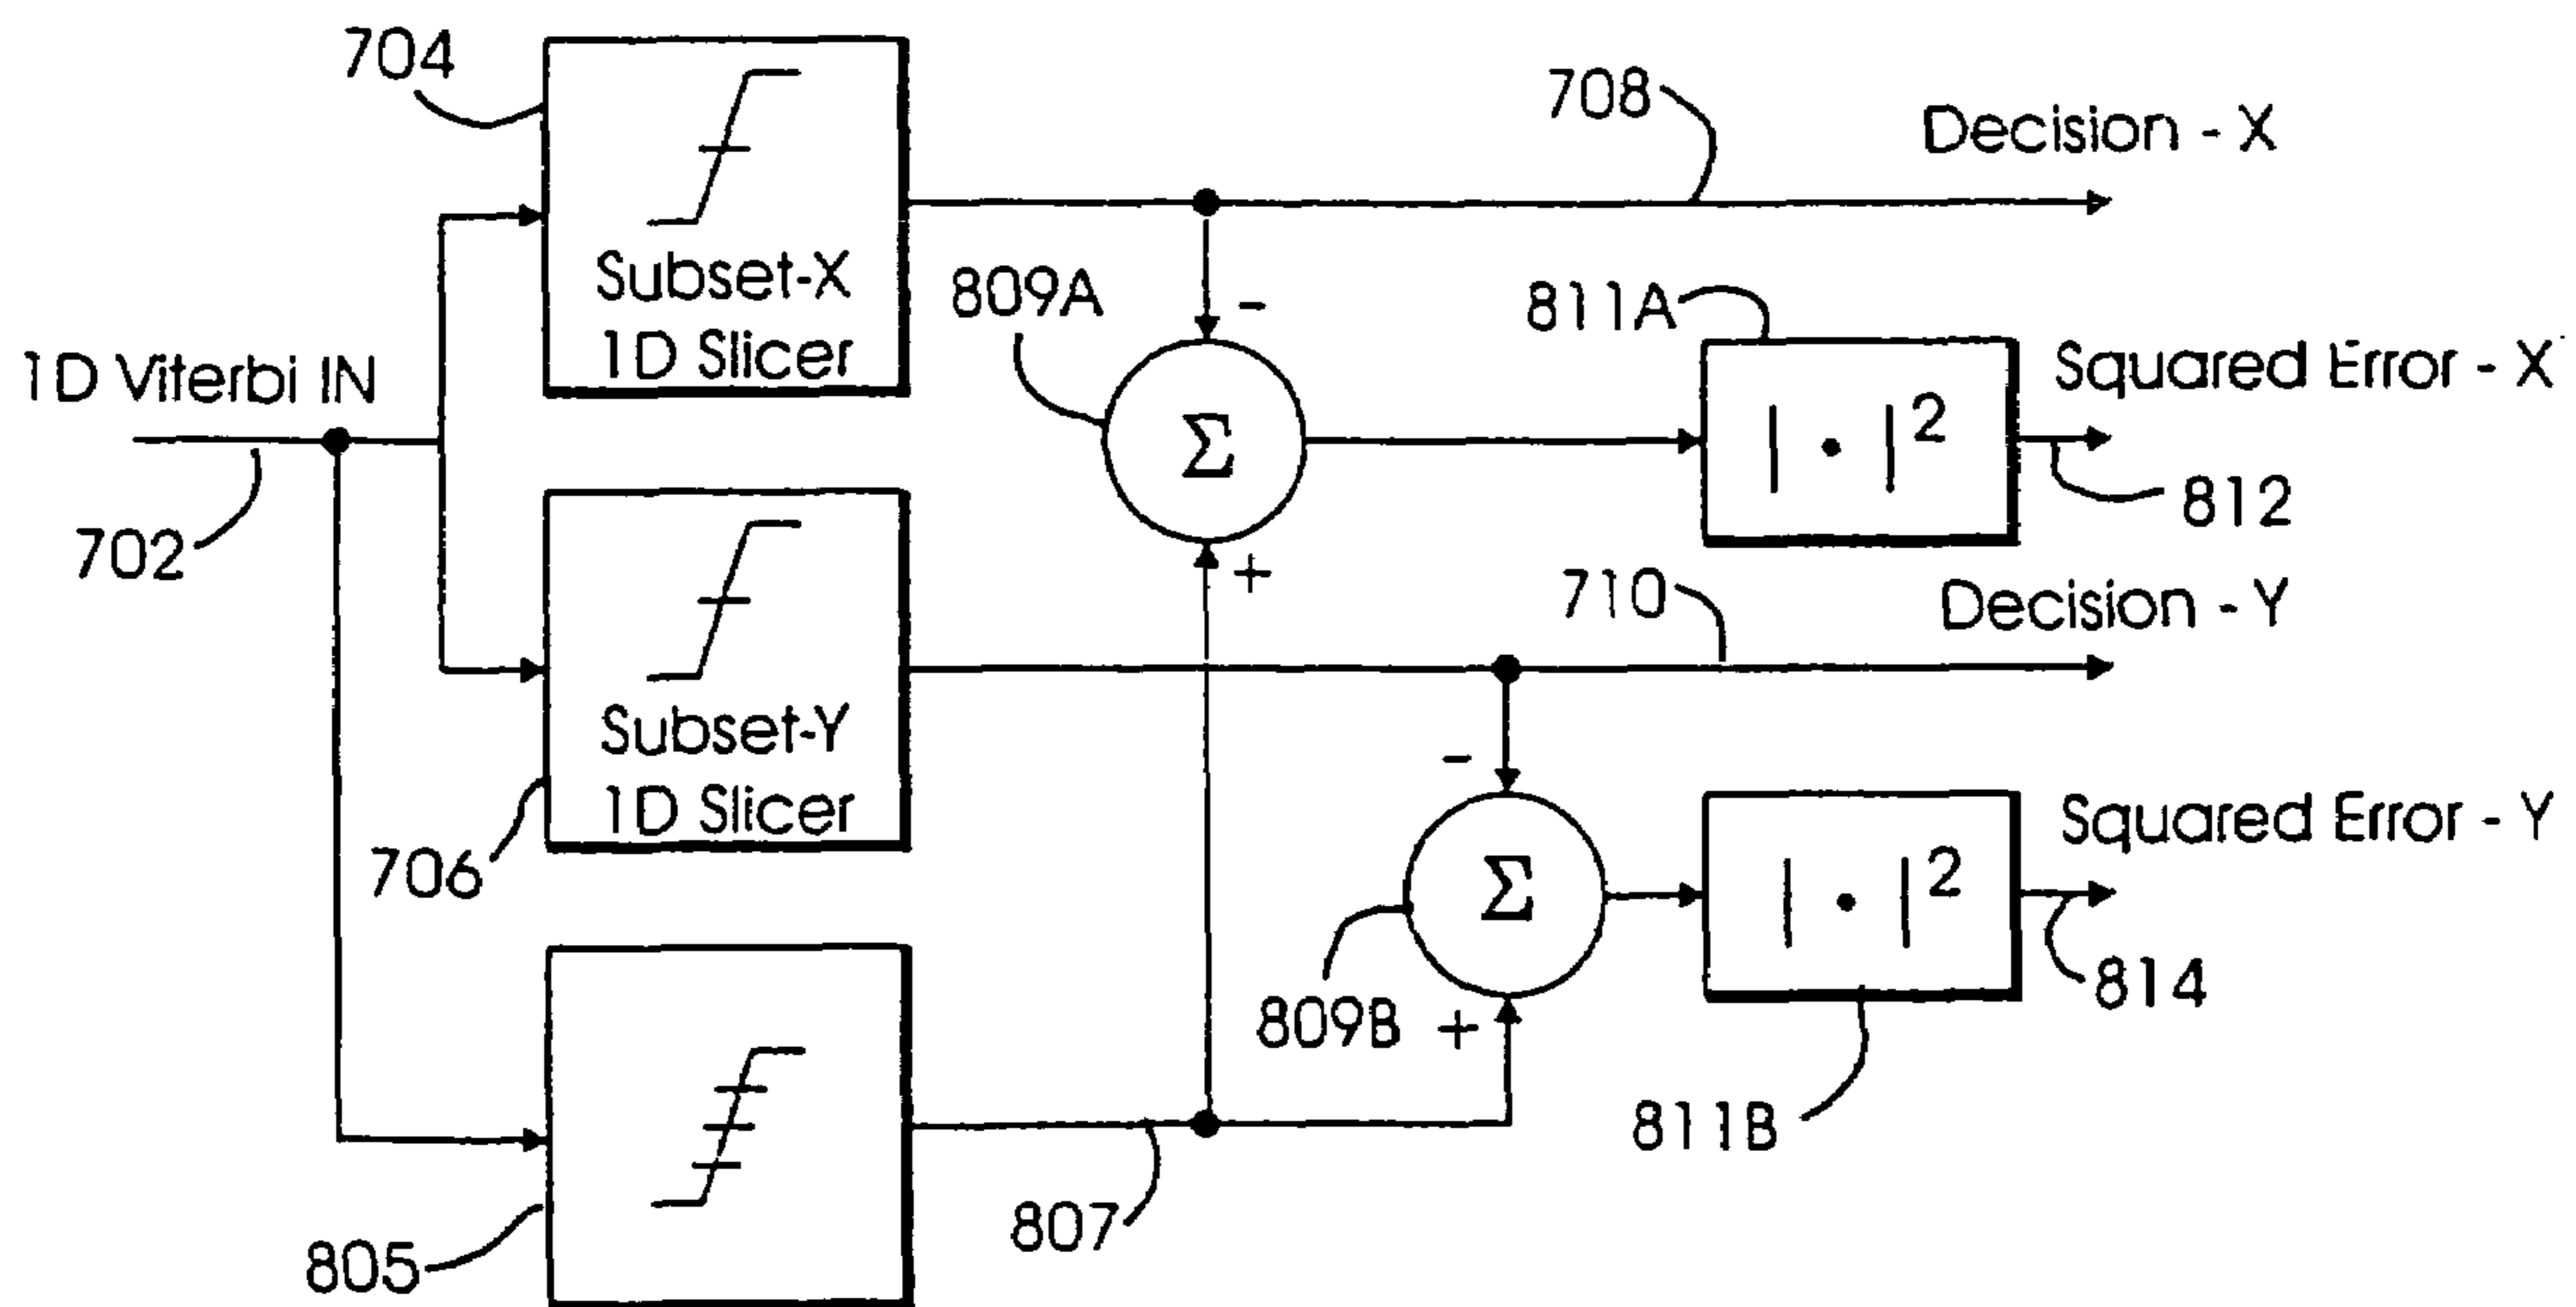 704
708
Decision - X
Subset-X
1D Slicer
809A
-
811A
1D Viterbi IN
Σ
| • |²
Squared Error - X
702
812
+
710
Decision - Y
Subset-Y
1D Slicer
706
-
Σ
| • |²
Squared Error - Y
809B
+
814
811B
805
807